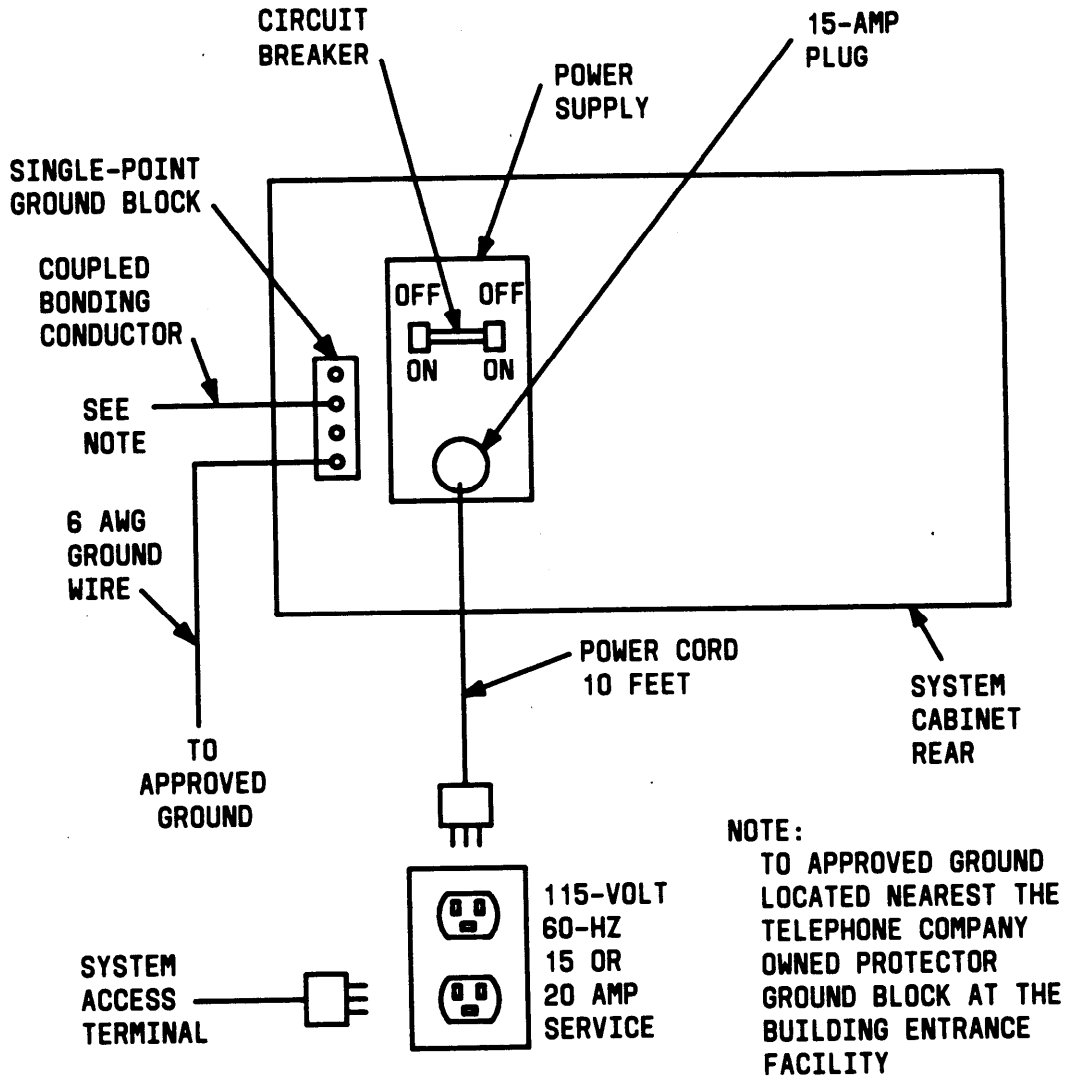 CIRCUIT
BREAKER
15-AMP
PLUG
POWER
SUPPLY
SINGLE-POINT
GROUND BLOCK
COUPLED
BONDING
CONDUCTOR
OFF OFF
ON ON
SEE
NOTE
6 AWG
GROUND
WIRE
POWER CORD
10 FEET
SYSTEM
CABINET
REAR
TO
APPROVED
GROUND
115-VOLT
60-HZ
15 OR
20 AMP
SERVICE
SYSTEM
ACCESS
TERMINAL
NOTE:
TO APPROVED GROUND
LOCATED NEAREST THE
TELEPHONE COMPANY
OWNED PROTECTOR
GROUND BLOCK AT THE
BUILDING ENTRANCE
FACILITY